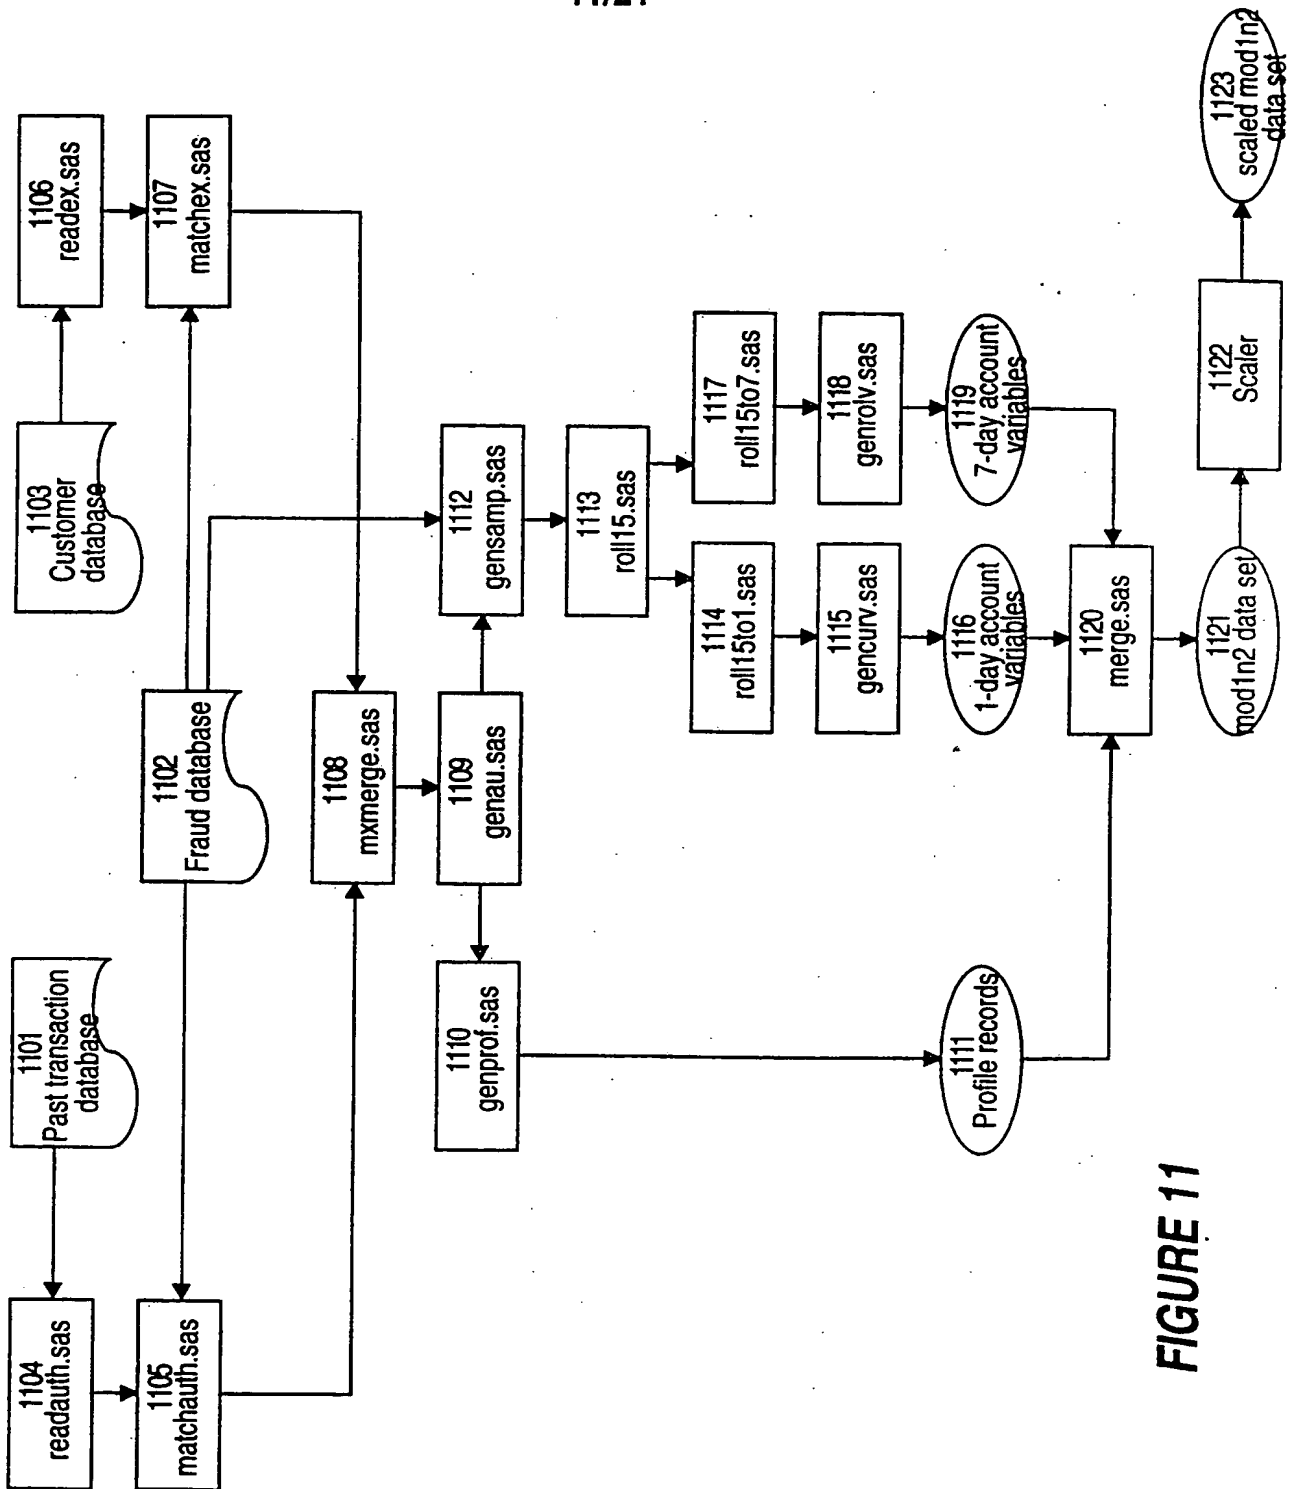 1104
readauth.sas
1101
Past transaction
database
1102
Fraud database
1103
Customer
database
1106
readex.sas
1105
matchauth.sas
1107
matchex.sas
1108
mxmerge.sas
1110
genprof.sas
1109
genau.sas
1112
gensamp.sas
1113
roll15.sas
1114
roll15to1.sas
1117
roll15to7.sas
1115
gencurv.sas
1118
genrolv.sas
1111
Profile records
1116
1-day account
variables
1119
7-day account
variables
1120
merge.sas
1121
mod1n2 data set
1122
Scaler
1123
scaled mod1n2
data set
FIGURE 11